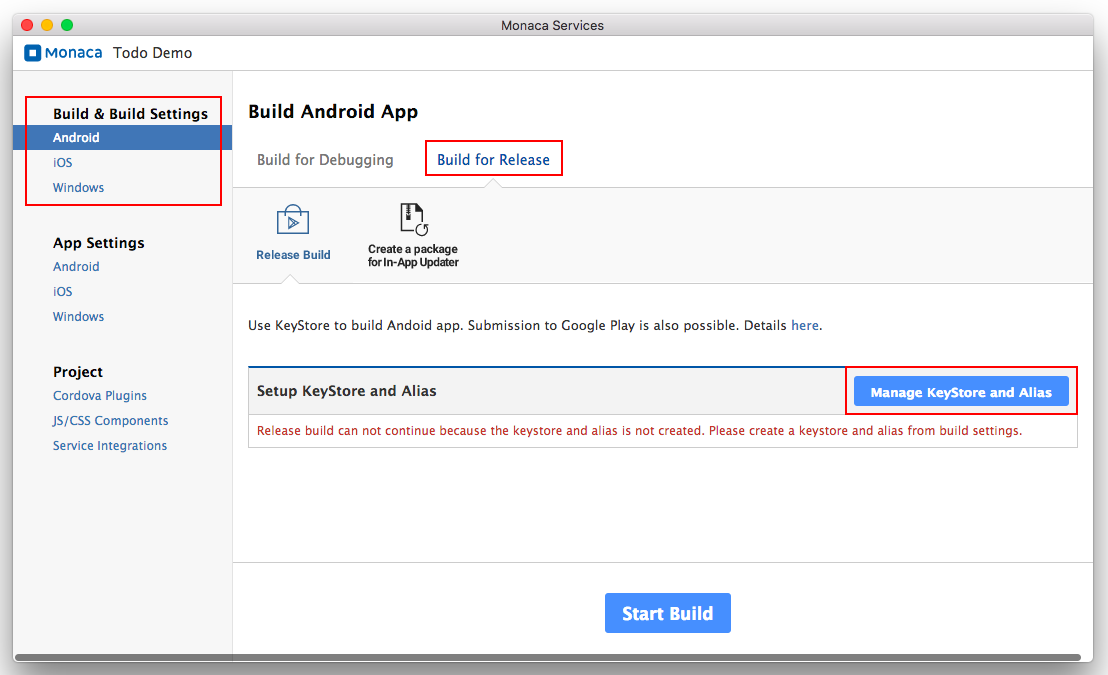 Monaca Services
Monaca Todo Demo
Build & Build Settings
Android
iOS
Windows
App Settings
Android
iOS
Windows
Project
Cordova Plugins
JS/CSS Components
Service Integrations
Build Android App
Build for Debugging
Build for Release
Release Build
Create a package
for In-App Updater
Use KeyStore to build Andoid app. Submission to Google Play is also possible. Details here.
Setup KeyStore and Alias
Manage KeyStore and Alias
Release build can not continue because the keystore and alias is not created. Please create a keystore and alias from build settings.
Start Build